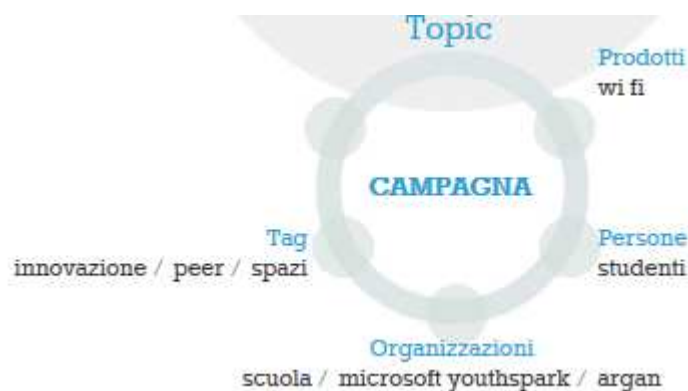 Topic
Prodotti
wi fi
CAMPAGNA
Tag
innovazione / peer / spazi
Persone
studenti
Organizzazioni
scuola / microsoft youthspark / argan